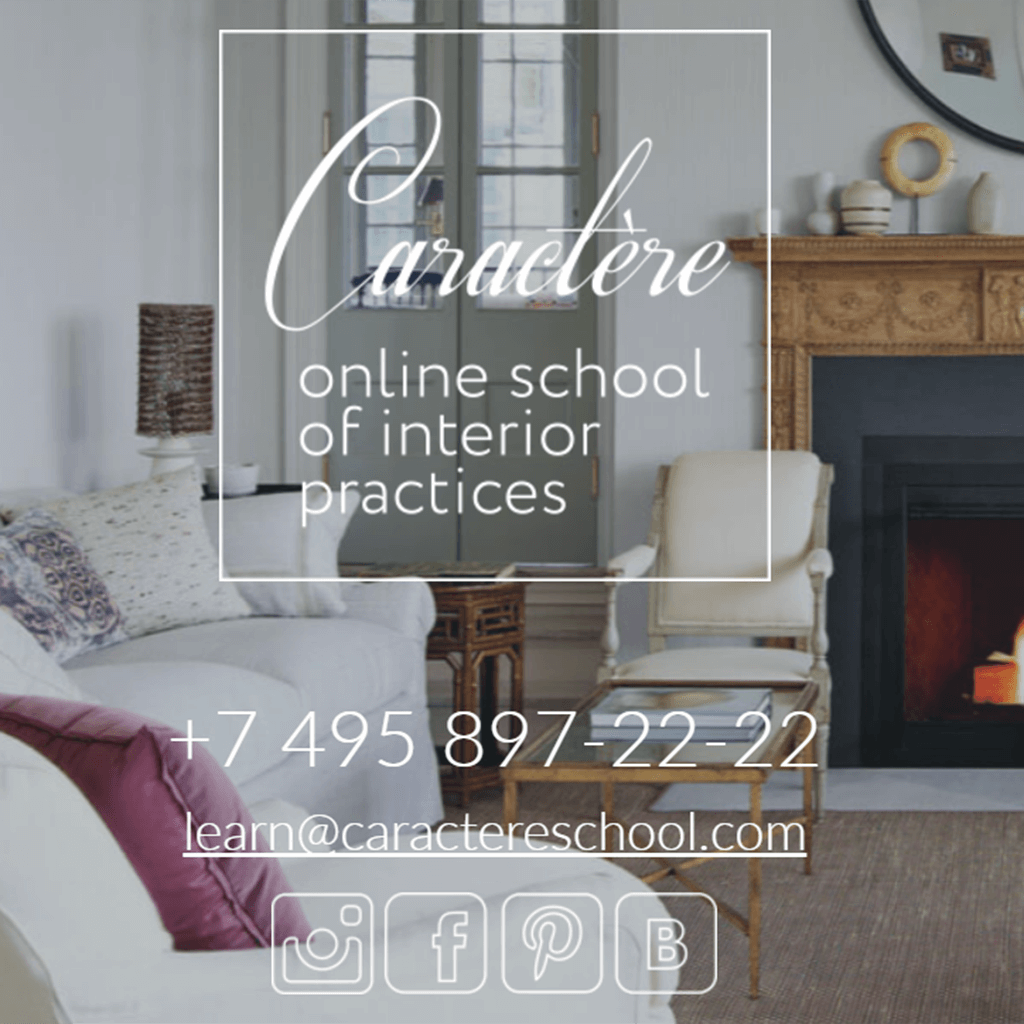 Caractère
online school
of interior
practices
+7 495 897-22-22
learn@caractereschool.com